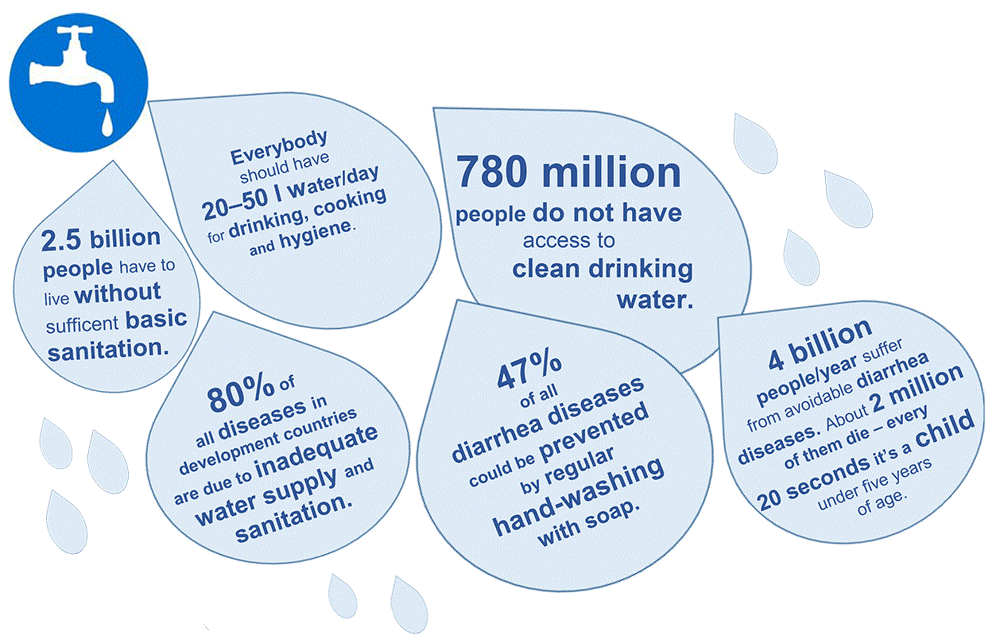 Everybody
should have
20–50 l water/day
for drinking, cooking
and hygiene.
780 million
people do not have
access to
clean drinking
water.
2.5 billion
people have to
live without
sufficent basic
sanitation.
80% of
all diseases in
development countries
are due to inadequate
water supply and
sanitation.
47%
of all
diarrhea diseases
could be prevented
by regular
hand-washing
with soap.
4 billion
people/year suffer
from avoidable diarrhea
diseases. About 2 million
of them die – every
20 seconds it's a child
under five years
of age.